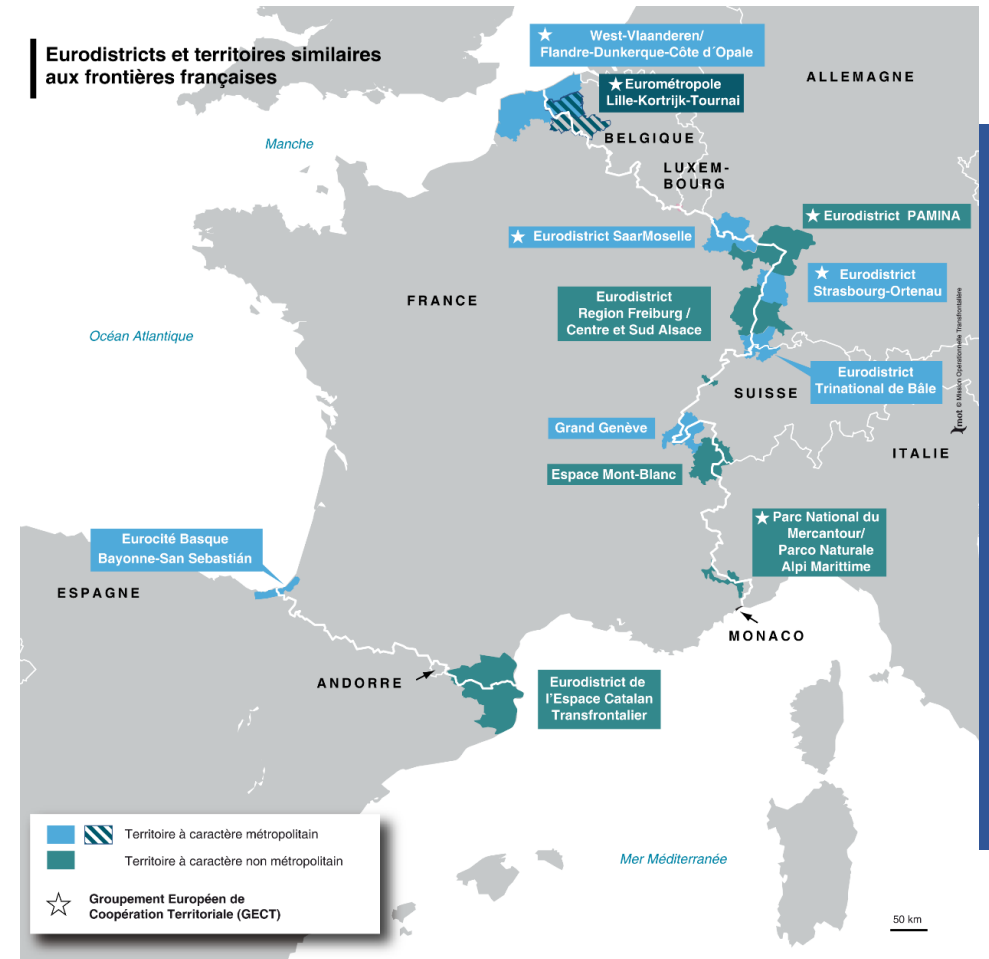 Eurodistricts et territoires similaires
aux frontières françaises
West-Vlaanderen/
Flandre-Dunkerque-Côte d´Opale
Eurométropole
Lille-Kortrijk-Tournai
ALLEMAGNE
Manche
BELGIQUE
LUXEM-
BOURG
Eurodistrict PAMINA
Eurodistrict SaarMoselle
Eurodistrict
Strasbourg-Ortenau
FRANCE
Eurodistrict
Region Freiburg /
Centre et Sud Alsace
Océan Atlantique
Eurodistrict
Trinational de Bâle
SUISSE
mot © Mission Opérationnelle Transfrontalière
Grand Genève
ITALIE
Espace Mont-Blanc
Parc National du
Mercantour/
Parco Naturale
Alpi Marittime
Eurocité Basque
Bayonne-San Sebastián
ESPAGNE
MONACO
ANDORRE
Eurodistrict de
l'Espace Catalan
Transfrontalier
Territoire à caractère métropolitain
Territoire à caractère non métropolitain
Groupement Européen de
Coopération Territoriale (GECT)
Mer Méditerranée
50 km